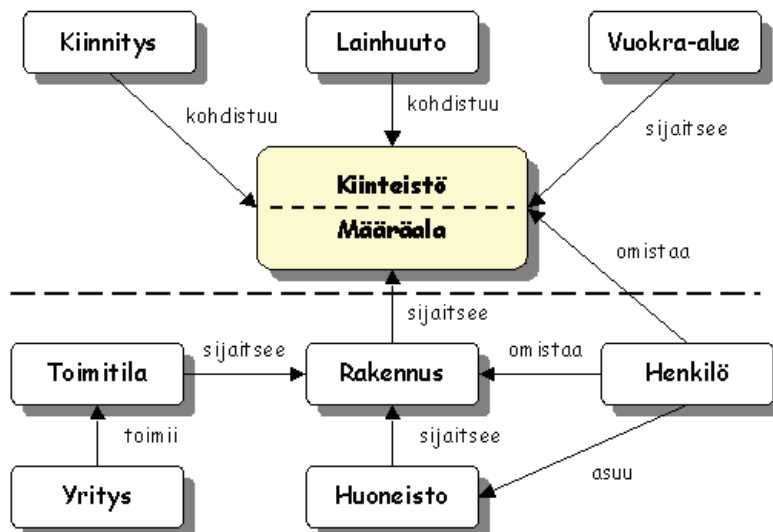 Kiinnitys
Lainhuuto
Vuokra-alue
kohdistuu
kohdistuu
sijaitsee
Kiinteistö
Määräala
omistaa
sijaitsee
Toimitila
sijaitsee
Rakennus
omistaa
Henkilö
toimii
sijaitsee
asuu
Yritys
Huoneisto